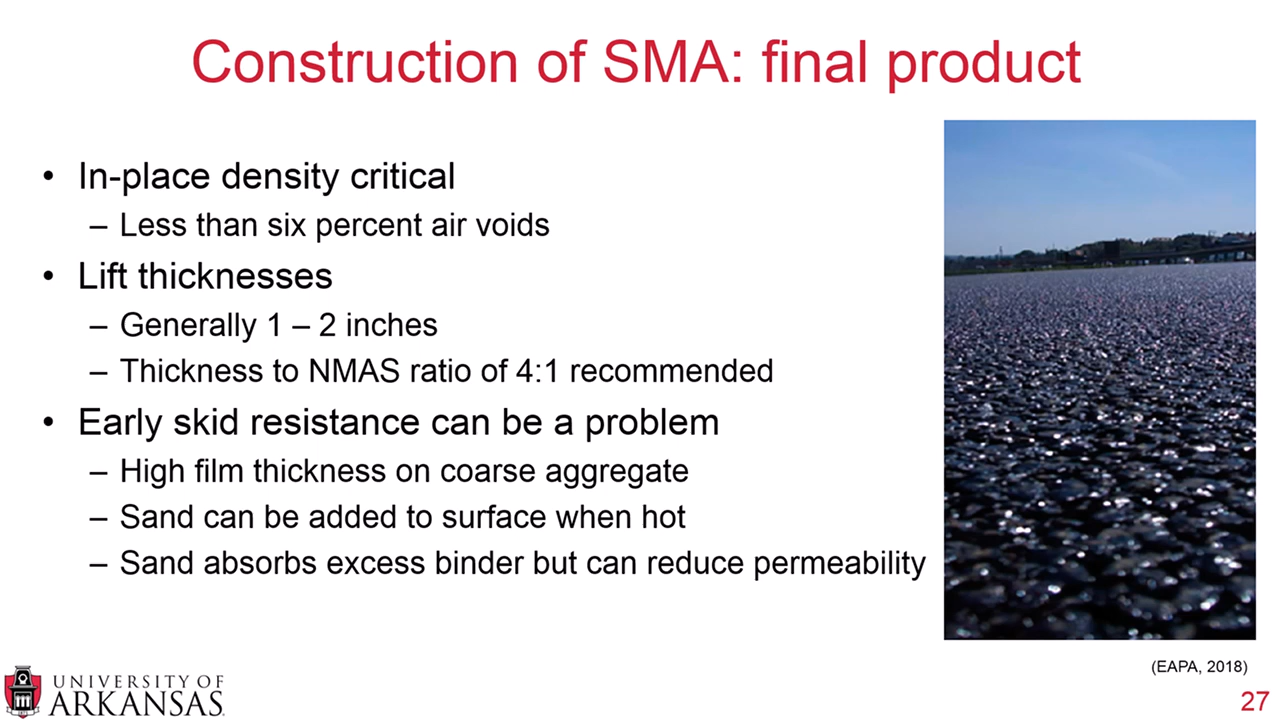 Construction of SMA: final product
• In-place density critical
– Less than six percent air voids
• Lift thicknesses
– Generally 1 – 2 inches
– Thickness to NMAS ratio of 4:1 recommended
• Early skid resistance can be a problem
– High film thickness on coarse aggregate
– Sand can be added to surface when hot
– Sand absorbs excess binder but can reduce permeability
(EAPA, 2018)
UNIVERSITY OF
ARKANSAS
27